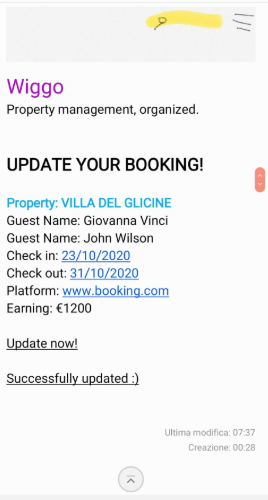 Wiggo
Property management, organized.
UPDATE YOUR BOOKING!
Property: VILLA DEL GLICINE
Guest Name: Giovanna Vinci
Guest Name: John Wilson
Check in: 23/10/2020
Check out: 31/10/2020
Platform: www.booking.com
Earning: €1200
Update now!
Successfully updated :)
Ultima modifica: 07:37
Creazione: 00:28